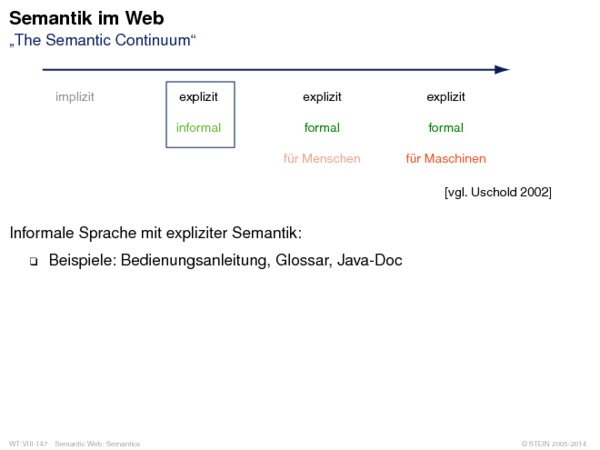 Semantik im Web
„The Semantic Continuum“
implizit explizit explizit explizit
informal formal formal
für Menschen für Maschinen
[vgl. Uschold 2002]
Informale Sprache mit expliziter Semantik:
❑ Beispiele: Bedienungsanleitung, Glossar, Java-Doc
WT:VIII-147 Semantic Web: Semantics © STEIN 2005-2014